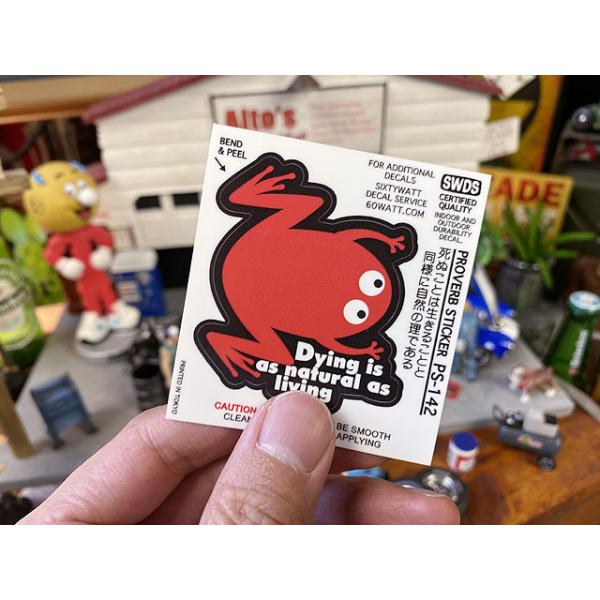 Alto's
BEND
& PEEL
FOR ADDITIONAL
DECALS
SIXTYWATT
DECAL SERVICE
60WATT.COM
SWDS
CERTIFIED
QUALITY
INDOOR AND
OUTDOOR
DURABILITY
DECAL.
PROVERB STICKER PS-142
死ぬことは生きることと
同様に自然の理である
Dying is
as natural as
living
PRINTED IN TOKYO
CAUTION
CLEAN
BE SMOOTH
APPLYING